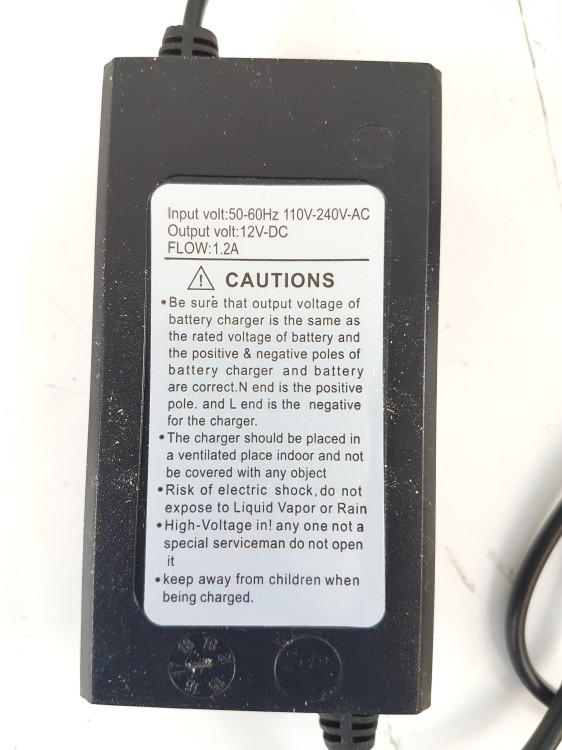 Input volt:50-60Hz 110V-240V-AC
Output volt:12V-DC
FLOW:1.2A
CAUTIONS
•Be sure that output voltage of
battery charger is the same as
the rated voltage of battery and
the positive & negative poles of
battery charger and battery
are correct.N end is the positive
pole. and L end is the negative
for the charger.
•The charger should be placed in
a ventilated place indoor and not
be covered with any object
•Risk of electric shock,do not
expose to Liquid Vapor or Rain
•High-Voltage in! any one not a
special serviceman do not open
it
•keep away from children when
being charged.